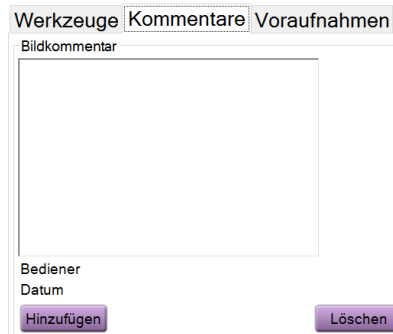 Werkzeuge Kommentare Voraufnahmen
Bildkommentar
Bediener
Datum
Hinzufügen Löschen